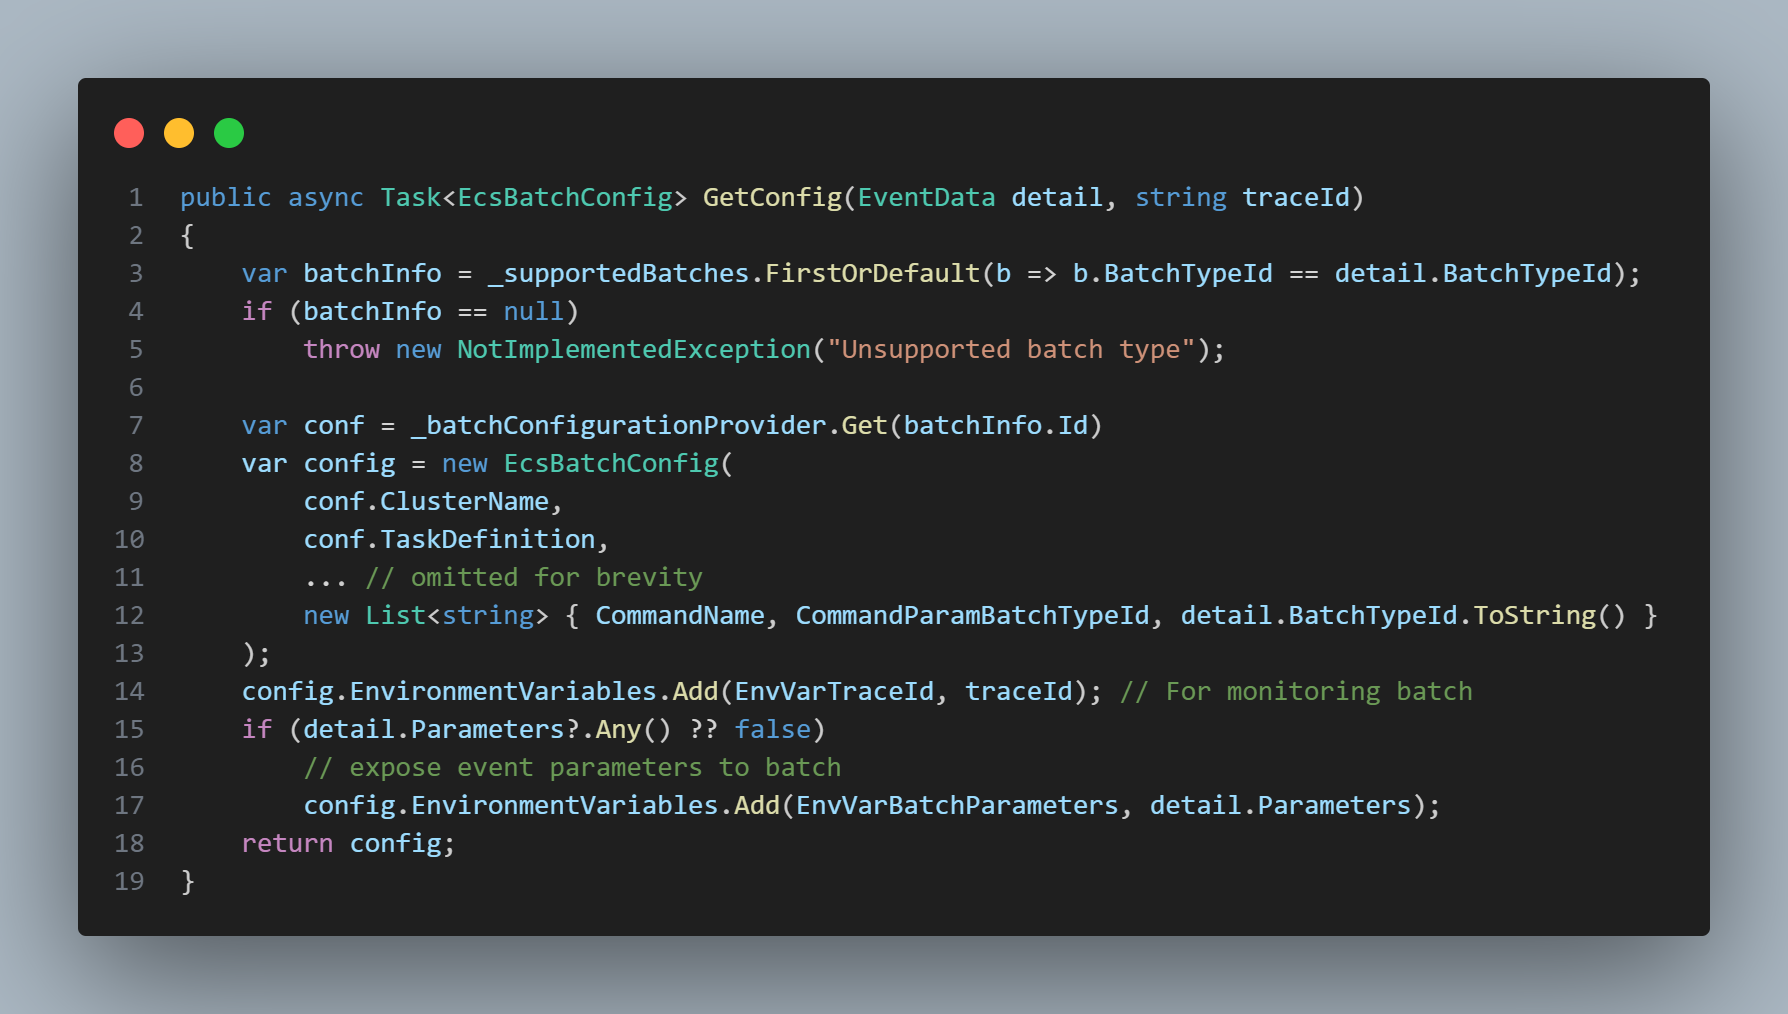 1 public async Task<EcsBatchConfig> GetConfig(EventData detail, string traceId)
2 {
3     var batchInfo = _supportedBatches.FirstOrDefault(b => b.BatchTypeId == detail.BatchTypeId);
4     if (batchInfo == null)
5         throw new NotImplementedException("Unsupported batch type");
6
7     var conf = _batchConfigurationProvider.Get(batchInfo.Id)
8     var config = new EcsBatchConfig(
9         conf.ClusterName,
10         conf.TaskDefinition,
11         ... // omitted for brevity
12         new List<string> { CommandName, CommandParamBatchTypeId, detail.BatchTypeId.ToString() }
13     );
14     config.EnvironmentVariables.Add(EnvVarTraceId, traceId); // For monitoring batch
15     if (detail.Parameters?.Any() ?? false)
16         // expose event parameters to batch
17         config.EnvironmentVariables.Add(EnvVarBatchParameters, detail.Parameters);
18     return config;
19 }